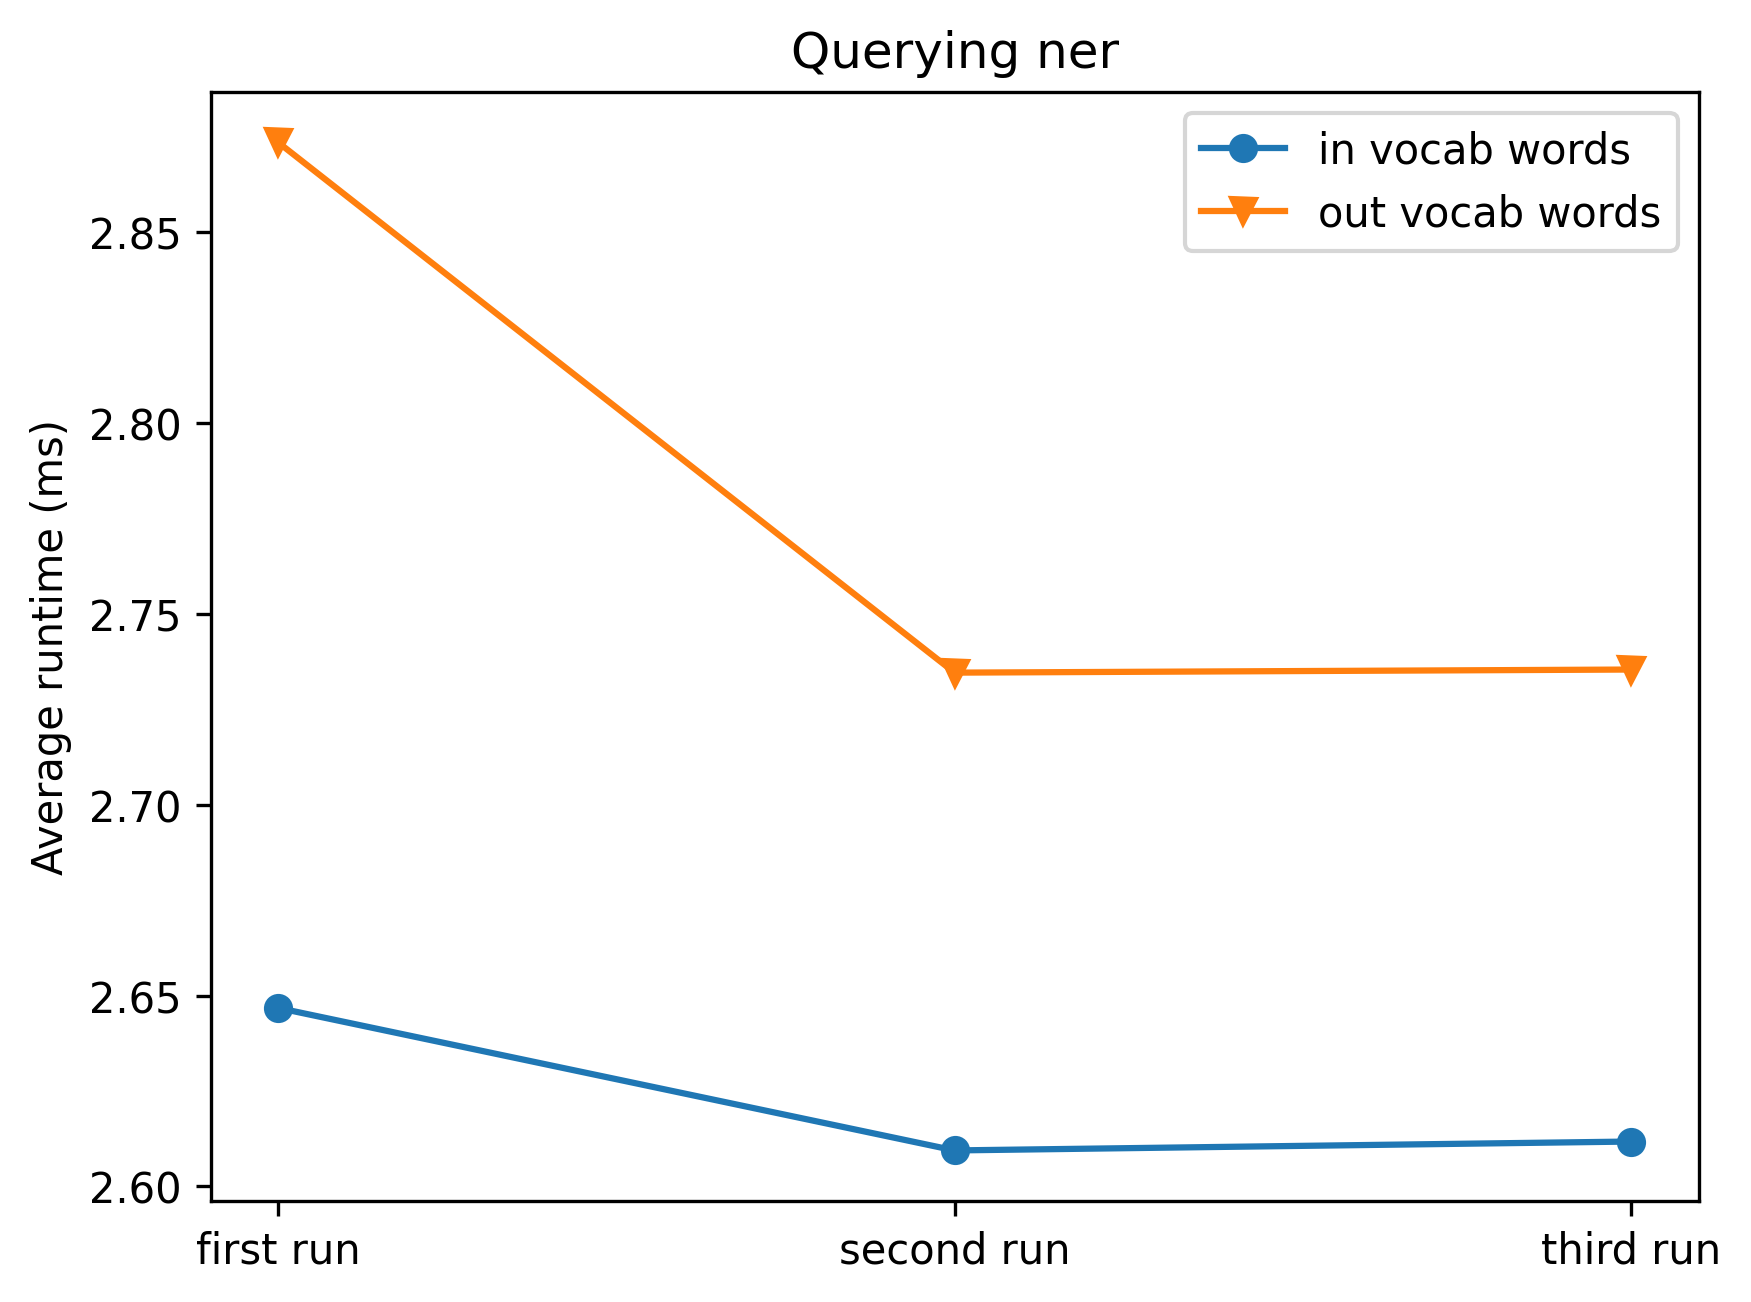 Querying ner
in vocab words
out vocab words
Average runtime (ms)
2.85
2.80
2.75
2.70
2.65
2.60
first run
second run
third run